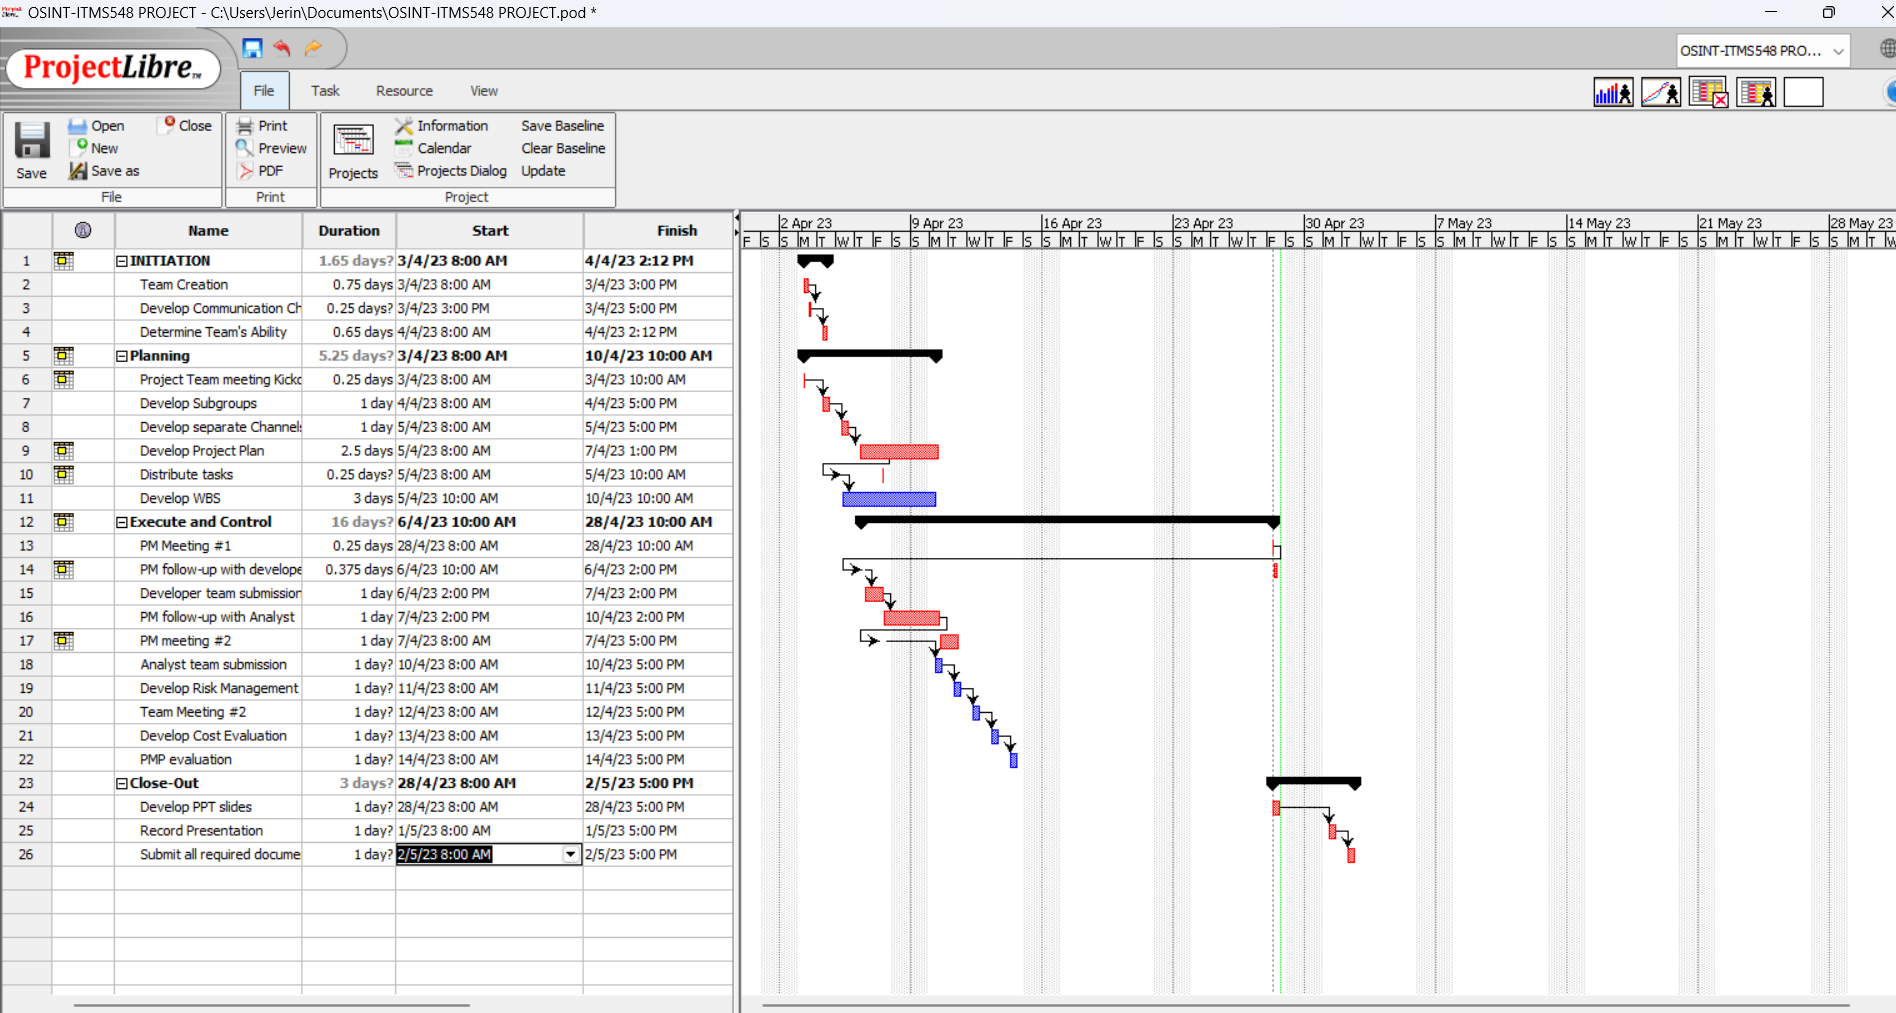 OSINT-ITMS548 PROJECT - C:\Users\Jerin\Documents\OSINT-ITMS548 PROJECT.pod *
ProjectLibre™
OSINT-ITMS548 PRO...
File Task Resource View
Save
Open
New
Save as
Close
File
Print
Preview
PDF
Print
Projects
Information
Calendar
Projects Dialog
Save Baseline
Clear Baseline
Update
Project
Name Duration Start Finish
1 INITIATION 1.65 days? 3/4/23 8:00 AM 4/4/23 2:12 PM
2 Team Creation 0.75 days 3/4/23 8:00 AM 3/4/23 3:00 PM
3 Develop Communication Ch 0.25 days? 3/4/23 3:00 PM 3/4/23 5:00 PM
4 Determine Team's Ability 0.65 days 4/4/23 8:00 AM 4/4/23 2:12 PM
5 Planning 5.25 days? 3/4/23 8:00 AM 10/4/23 10:00 AM
6 Project Team meeting Kicko 0.25 days 3/4/23 8:00 AM 3/4/23 10:00 AM
7 Develop Subgroups 1 day 4/4/23 8:00 AM 4/4/23 5:00 PM
8 Develop separate Channels 1 day 5/4/23 8:00 AM 5/4/23 5:00 PM
9 Develop Project Plan 2.5 days 5/4/23 8:00 AM 7/4/23 1:00 PM
10 Distribute tasks 0.25 days? 5/4/23 8:00 AM 5/4/23 10:00 AM
11 Develop WBS 3 days 5/4/23 10:00 AM 10/4/23 10:00 AM
12 Execute and Control 16 days? 6/4/23 10:00 AM 28/4/23 10:00 AM
13 PM Meeting #1 0.25 days 28/4/23 8:00 AM 28/4/23 10:00 AM
14 PM follow-up with develope 0.375 days 6/4/23 10:00 AM 6/4/23 2:00 PM
15 Developer team submission 1 day 6/4/23 2:00 PM 7/4/23 2:00 PM
16 PM follow-up with Analyst 1 day 7/4/23 2:00 PM 10/4/23 2:00 PM
17 PM meeting #2 1 day 7/4/23 8:00 AM 7/4/23 5:00 PM
18 Analyst team submission 1 day? 10/4/23 8:00 AM 10/4/23 5:00 PM
19 Develop Risk Management 1 day? 11/4/23 8:00 AM 11/4/23 5:00 PM
20 Team Meeting #2 1 day? 12/4/23 8:00 AM 12/4/23 5:00 PM
21 Develop Cost Evaluation 1 day? 13/4/23 8:00 AM 13/4/23 5:00 PM
22 PMP evaluation 1 day? 14/4/23 8:00 AM 14/4/23 5:00 PM
23 Close-Out 3 days? 28/4/23 8:00 AM 2/5/23 5:00 PM
24 Develop PPT slides 1 day? 28/4/23 8:00 AM 28/4/23 5:00 PM
25 Record Presentation 1 day? 1/5/23 8:00 AM 1/5/23 5:00 PM
26 Submit all required docume 1 day? 2/5/23 8:00 AM 2/5/23 5:00 PM
2 Apr 23 9 Apr 23 16 Apr 23 23 Apr 23 30 Apr 23 7 May 23 14 May 23 21 May 23 28 May 23
F S S M T W T F S S M T W T F S S M T W T F S S M T W T F S S M T W T F S S M T W T F S S M T W T F S S M T W T F S S M T W